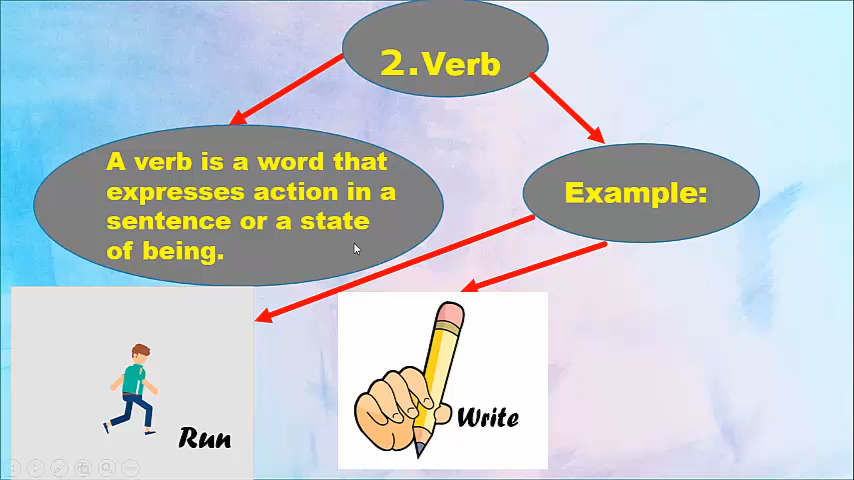 2.Verb
A verb is a word that
expresses action in a
sentence or a state
of being.
Example:
Run
Write